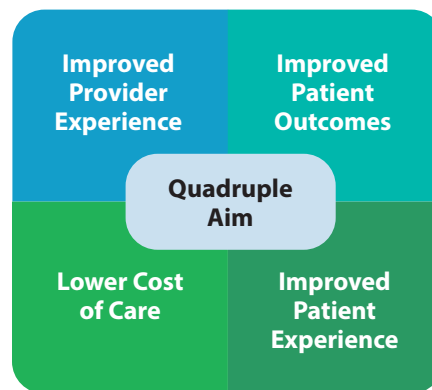 Improved
Provider
Experience
Improved
Patient
Outcomes
Quadruple
Aim
Lower Cost
of Care
Improved
Patient
Experience